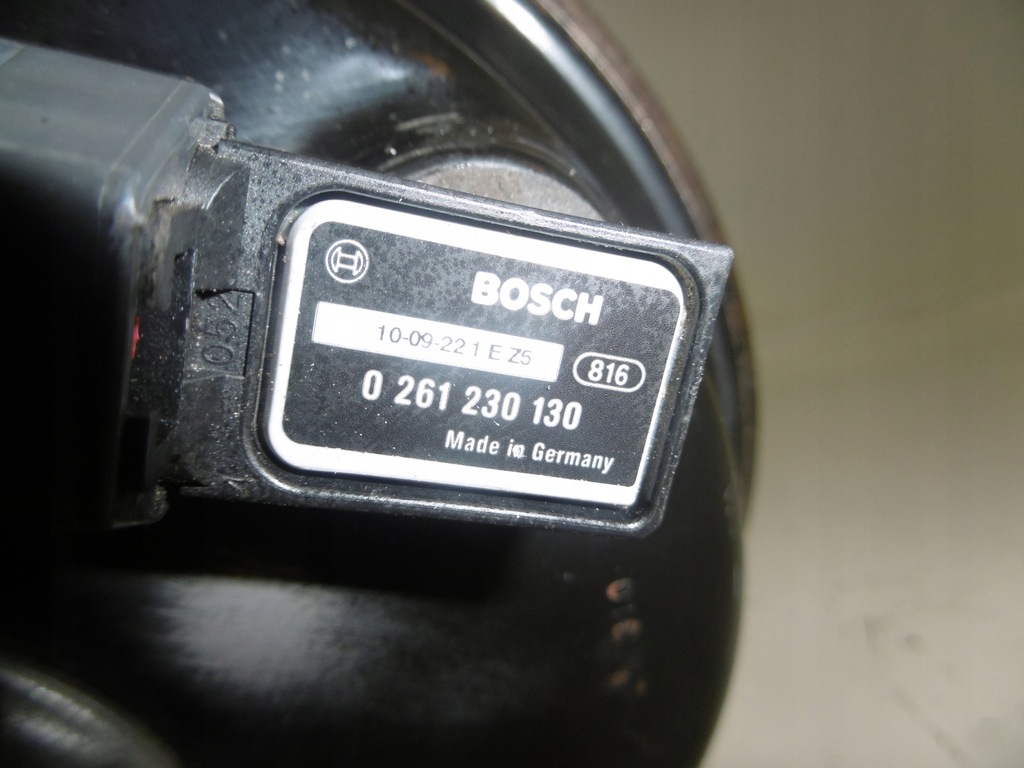 BOSCH
10-09-22 1 E Z5
816
0 261 230 130
Made in Germany